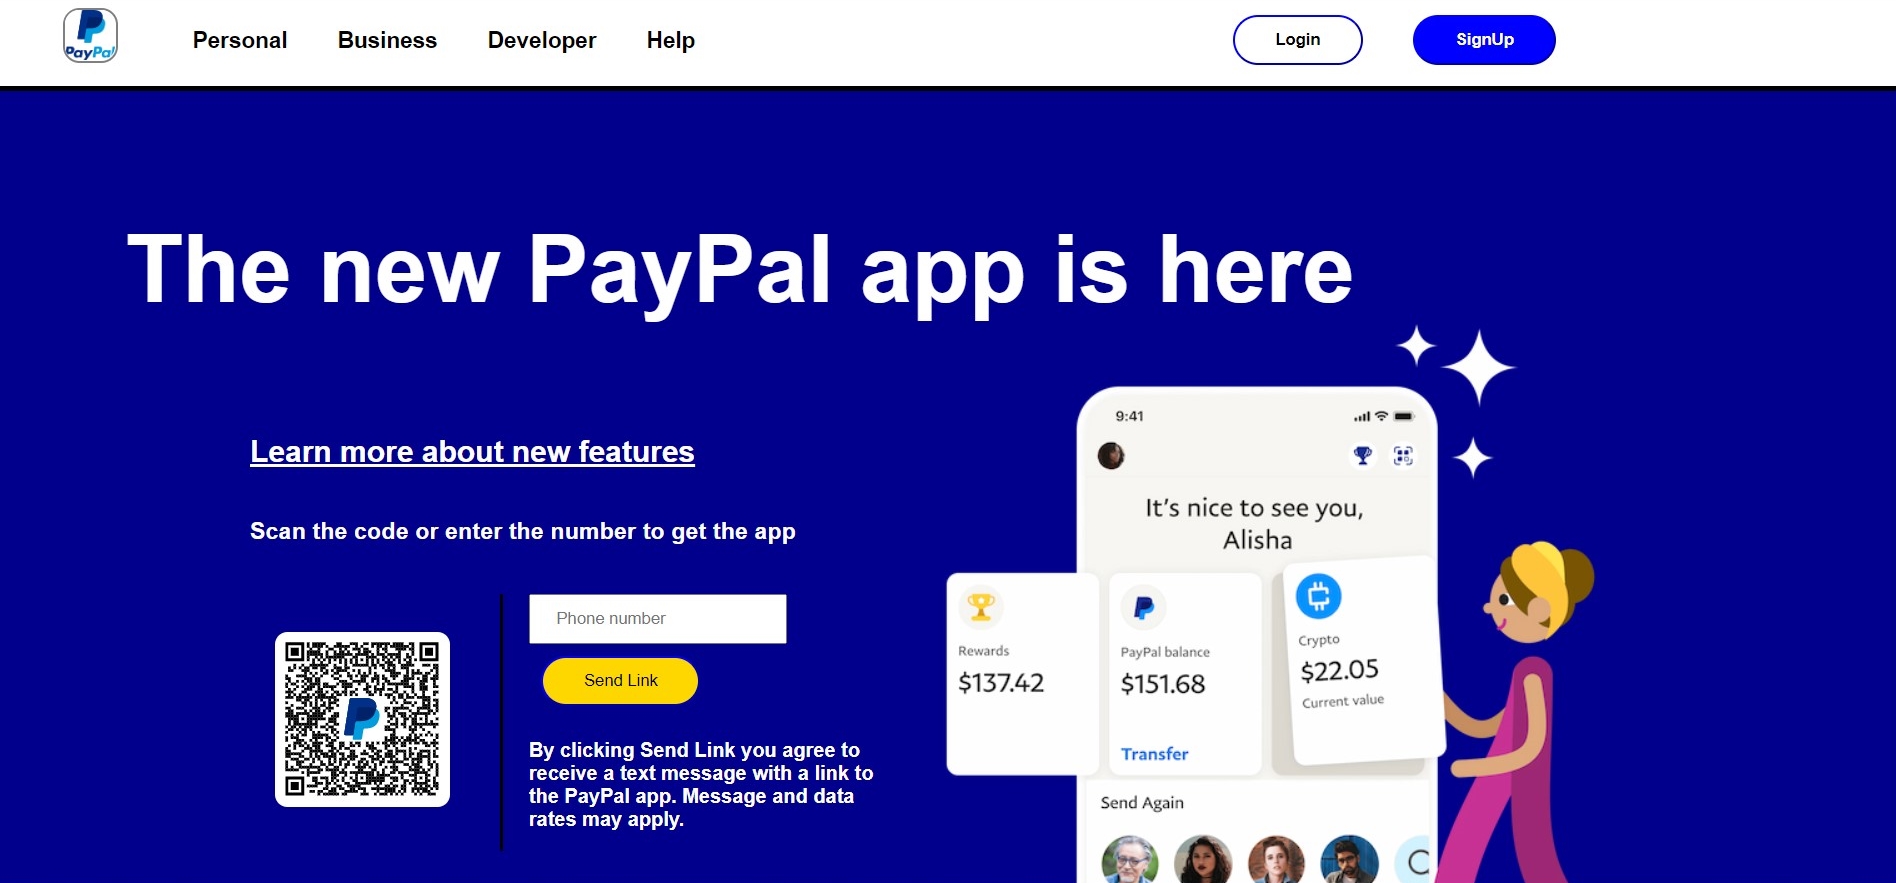 PayPal
Personal
Business
Developer
Help
Login
SignUp
The new PayPal app is here
Learn more about new features
Scan the code or enter the number to get the app
Phone number
Send Link
By clicking Send Link you agree to
receive a text message with a link to
the PayPal app. Message and data
rates may apply.
9:41
It's nice to see you,
Alisha
Rewards
$137.42
PayPal balance
$151.68
Transfer
Crypto
$22.05
Current value
Send Again